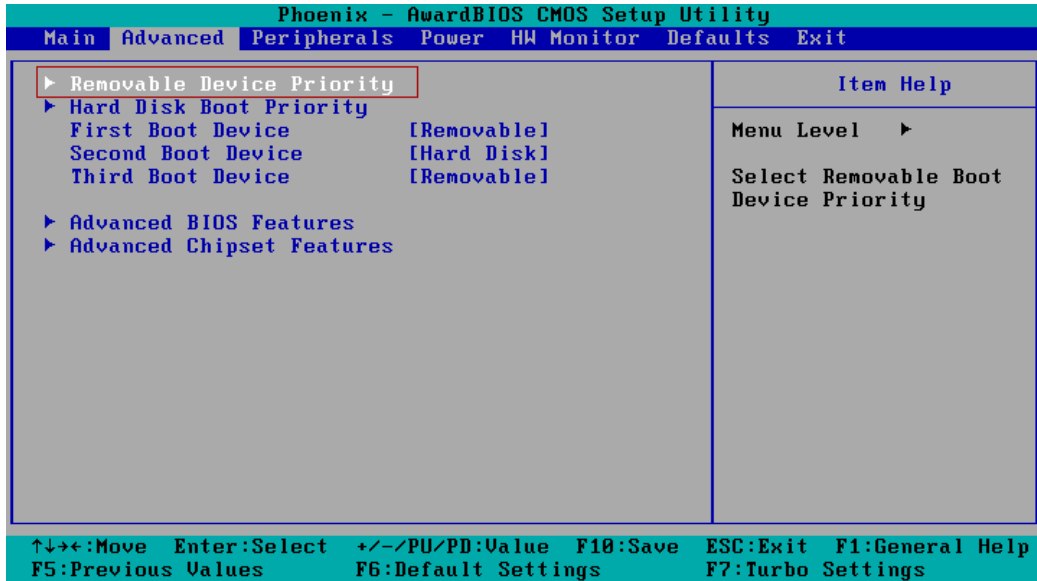 Phoenix - AwardBIOS CMOS Setup Utility
Main Advanced Peripherals Power HW Monitor Defaults Exit
▶ Removable Device Priority
▶ Hard Disk Boot Priority
First Boot Device [Removable]
Second Boot Device [Hard Disk]
Third Boot Device [Removable]
▶ Advanced BIOS Features
▶ Advanced Chipset Features
Item Help
Menu Level ▶
Select Removable Boot
Device Priority
↑↓→←:Move Enter:Select +/-/PU/PD:Value F10:Save ESC:Exit F1:General Help
F5:Previous Values F6:Default Settings F7:Turbo Settings